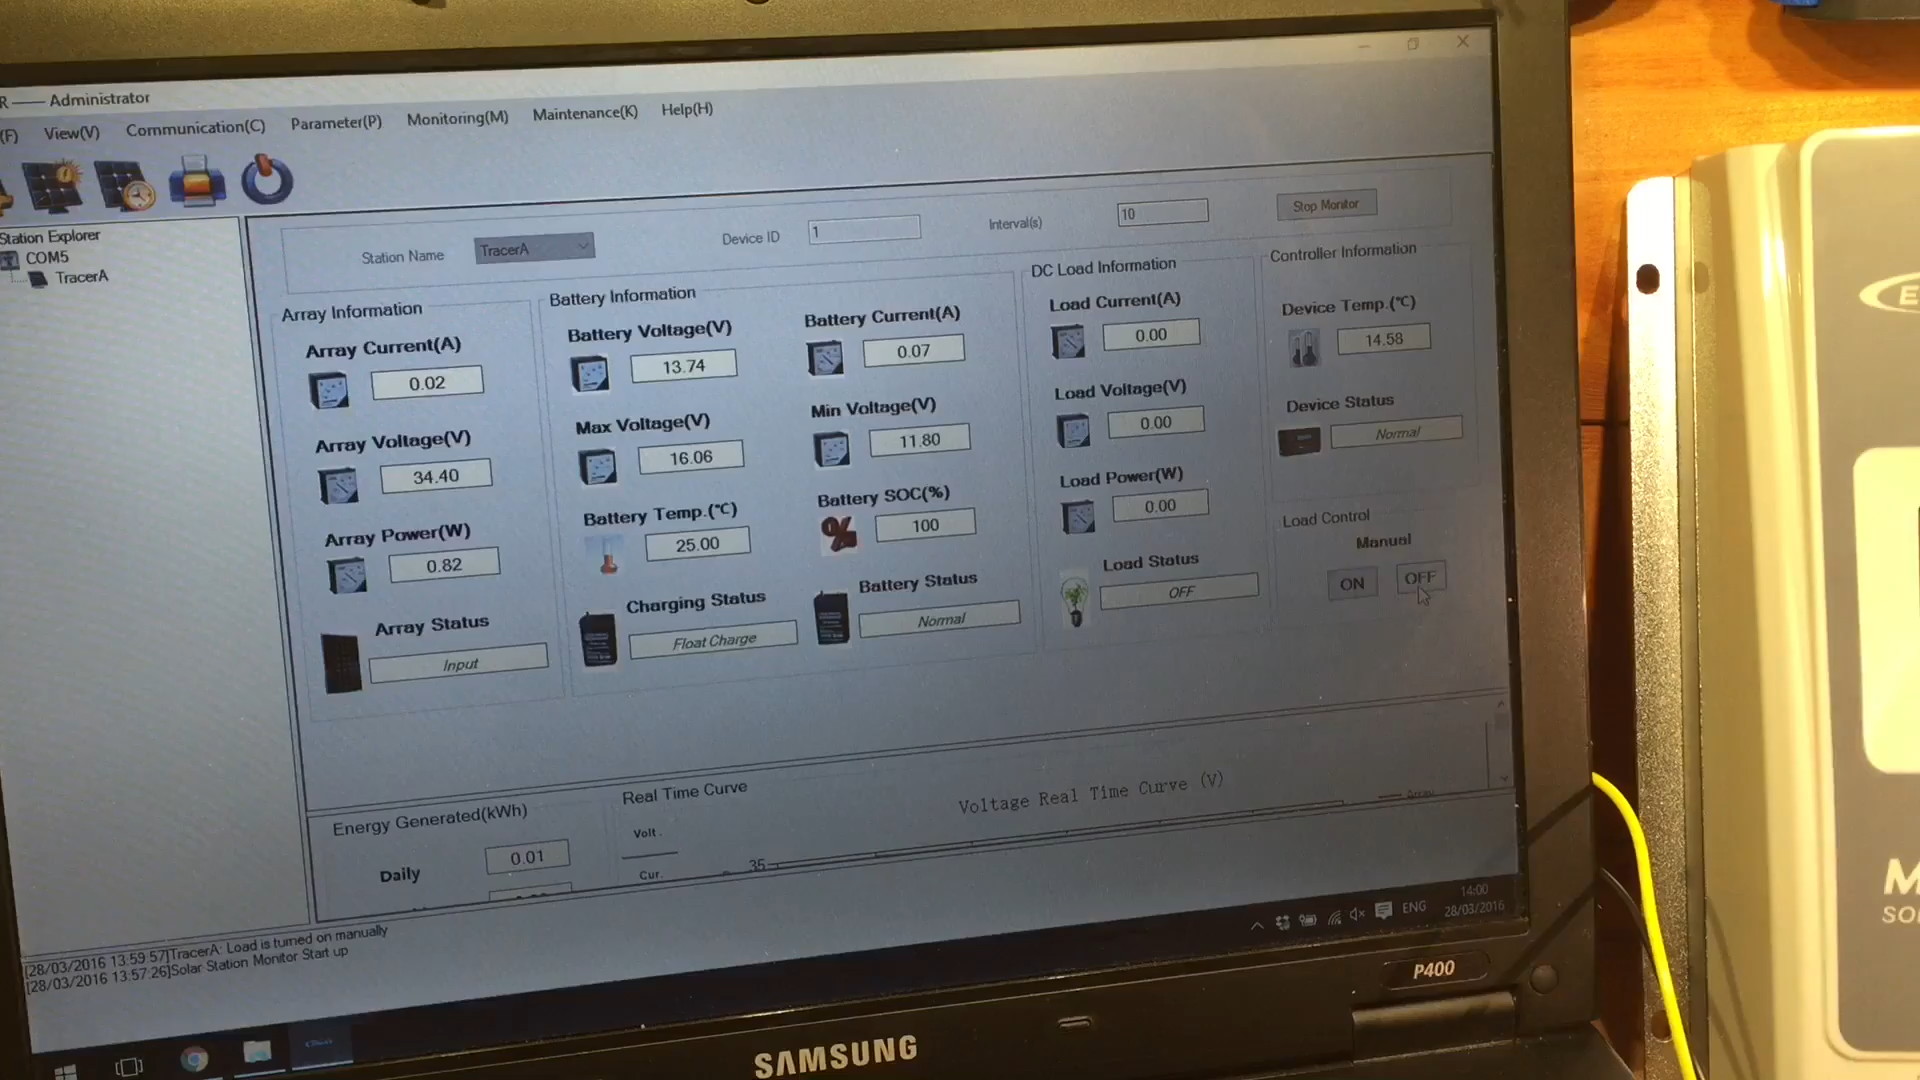 R —— Administrator
(F) View(V) Communication(C) Parameter(P) Monitoring(M) Maintenance(K) Help(H)
Station Explorer
COM5
TracerA
Station Name TracerA Device ID 1 Interval(s) 10 Stop Monitor
Array Information
Array Current(A)
0.02
Array Voltage(V)
34.40
Array Power(W)
0.82
Array Status
Input
Battery Information
Battery Voltage(V)
13.74
Max Voltage(V)
16.06
Battery Temp.(℃)
25.00
Charging Status
Float Charge
Battery Current(A)
0.07
Min Voltage(V)
11.80
Battery SOC(%)
% 100
Battery Status
Normal
DC Load Information
Load Current(A)
0.00
Load Voltage(V)
0.00
Load Power(W)
0.00
Load Status
OFF
Controller Information
Device Temp.(℃)
14.58
Device Status
Normal
Load Control
Manual
ON OFF
Energy Generated(kWh)
Daily 0.01
Real Time Curve
Volt.
Cur.
Voltage Real Time Curve (V)
Array
35
[28/03/2016 13:59:57]TracerA: Load is turned on manually
[28/03/2016 13:57:26]Solar Station Monitor Start up
ENG
14:00
28/03/2016
P400
SAMSUNG
E
M
SO